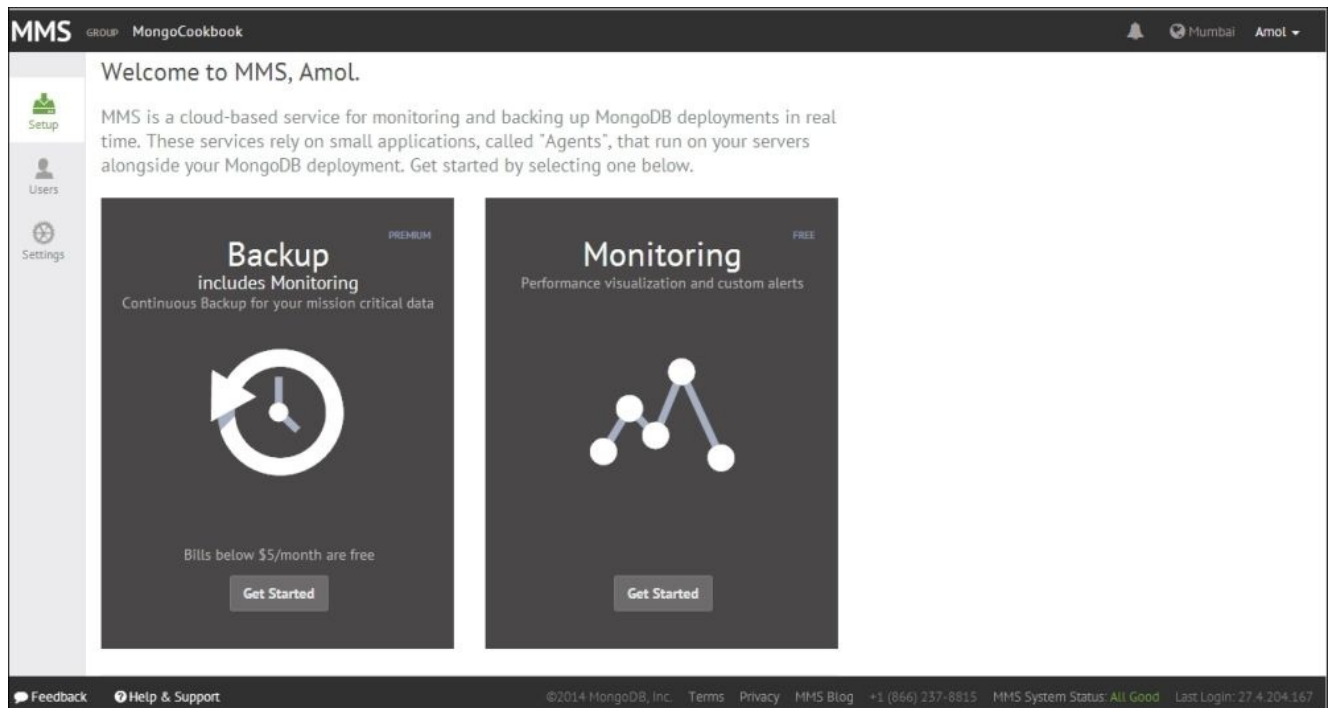 MMS GROUP MongoCookbook Mumbai Amol
Setup
Users
Settings
Welcome to MMS, Amol.
MMS is a cloud-based service for monitoring and backing up MongoDB deployments in real
time. These services rely on small applications, called "Agents", that run on your servers
alongside your MongoDB deployment. Get started by selecting one below.
PREMIUM
Backup
includes Monitoring
Continuous Backup for your mission critical data
Bills below $5/month are free
Get Started
FREE
Monitoring
Performance visualization and custom alerts
Get Started
Feedback Help & Support ©2014 MongoDB, Inc. Terms Privacy MMS Blog +1 (866) 237-8815 MMS System Status: All Good Last Login: 27.4.204.167